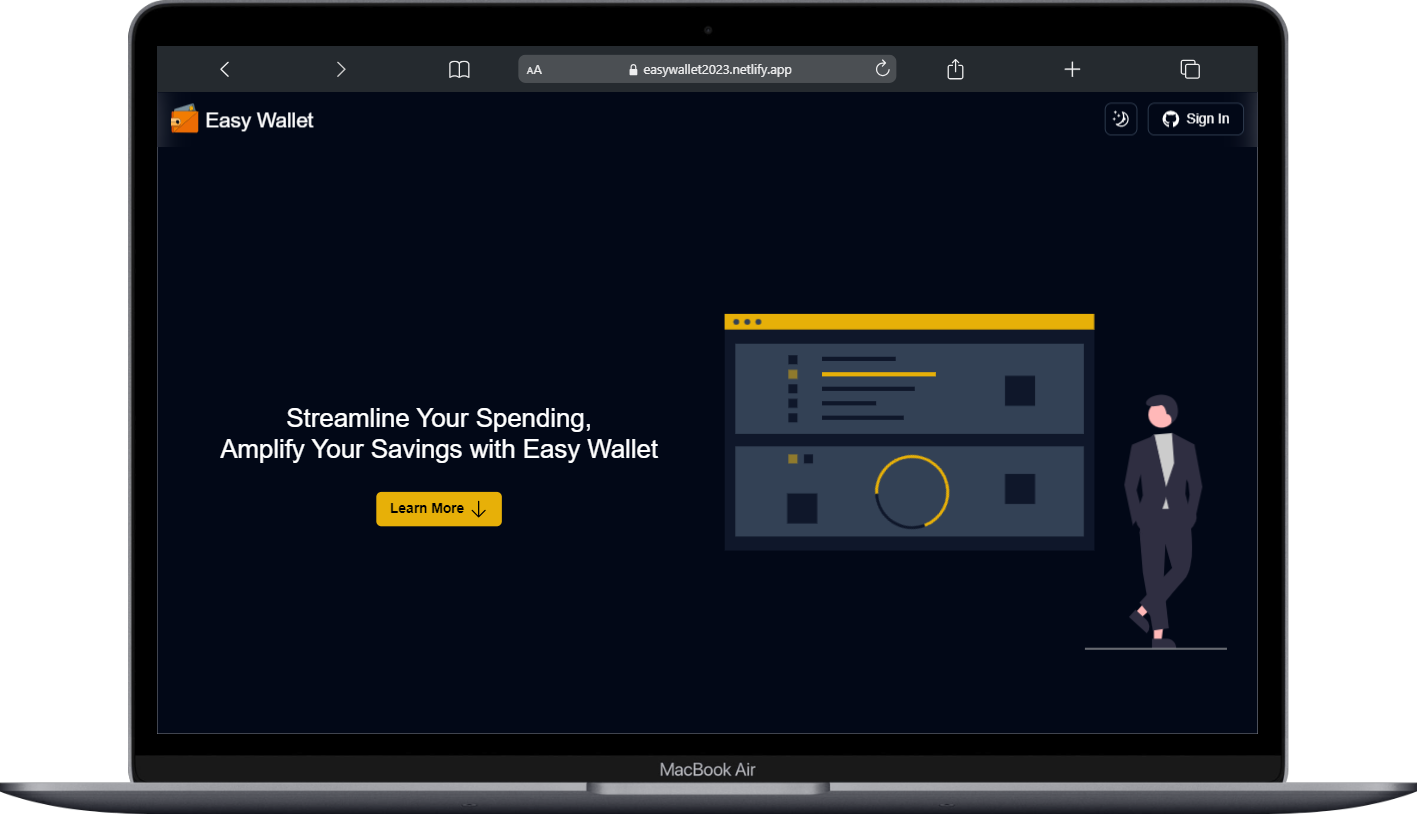 AA
easywallet2023.netlify.app
Easy Wallet
Sign In
Streamline Your Spending,
Amplify Your Savings with Easy Wallet
Learn More
MacBook Air